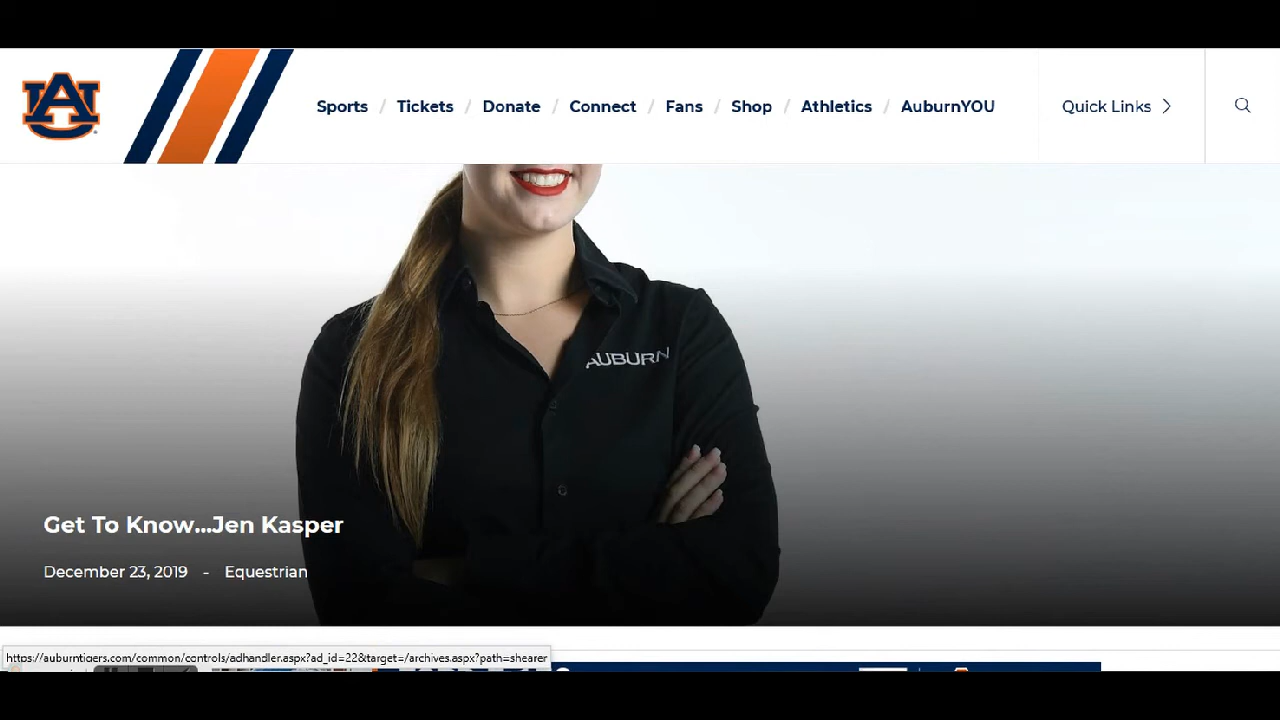 AU
Sports / Tickets / Donate / Connect / Fans / Shop / Athletics / AuburnYOU
Quick Links
AUBURN
Get To Know...Jen Kasper
December 23, 2019 - Equestrian
https://auburntigers.com/common/controls/adhandler.aspx?ad_id=22&target=/archives.aspx?path=shearer